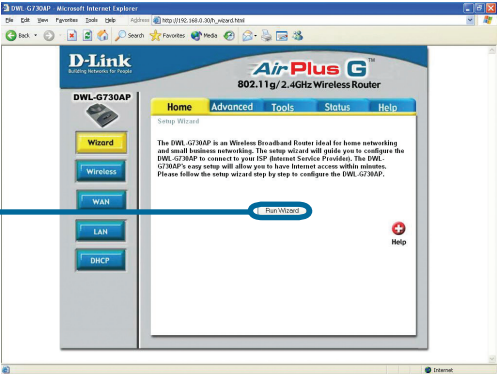 DWL-G730AP - Microsoft Internet Explorer
File Edit View Favorites Tools Help Address http://192.168.0.30/h_wizard.html
Back Search Favorites Media
D-Link
Building Networks for People
AirPlus G™
802.11g/2.4GHz Wireless Router
DWL-G730AP
Home Advanced Tools Status Help
Setup Wizard
The DWL-G730AP is an Wireless Broadband Router ideal for home networking
and small business networking. The setup wizard will guide you to configure the
DWL-G730AP to connect to your ISP (Internet Service Provider). The DWL-
G730AP's easy setup will allow you to have Internet access within minutes.
Please follow the setup wizard step by step to configure the DWL-G730AP.
Run Wizard
Help
Wizard
Wireless
WAN
LAN
DHCP
Internet